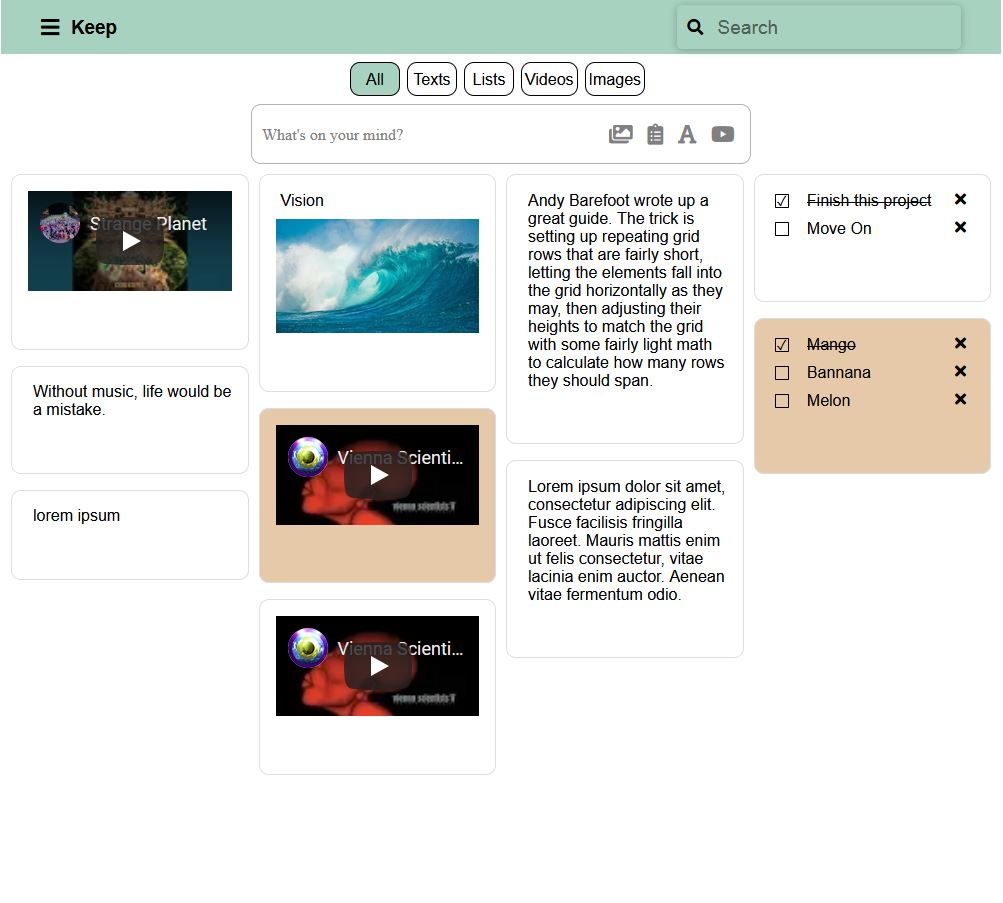 Keep
Search
All
Texts
Lists
Videos
Images
What's on your mind?
Strange Planet
Without music, life would be
a mistake.
lorem ipsum
Vision
Vienna Scienti...
vienna scientists V
Vienna Scienti...
vienna scientists V
Andy Barefoot wrote up a
great guide. The trick is
setting up repeating grid
rows that are fairly short,
letting the elements fall into
the grid horizontally as they
may, then adjusting their
heights to match the grid
with some fairly light math
to calculate how many rows
they should span.
Lorem ipsum dolor sit amet,
consectetur adipiscing elit.
Fusce facilisis fringilla
laoreet. Mauris mattis enim
ut felis consectetur, vitae
lacinia enim auctor. Aenean
vitae fermentum odio.
Finish this project
Move On
Mango
Bannana
Melon